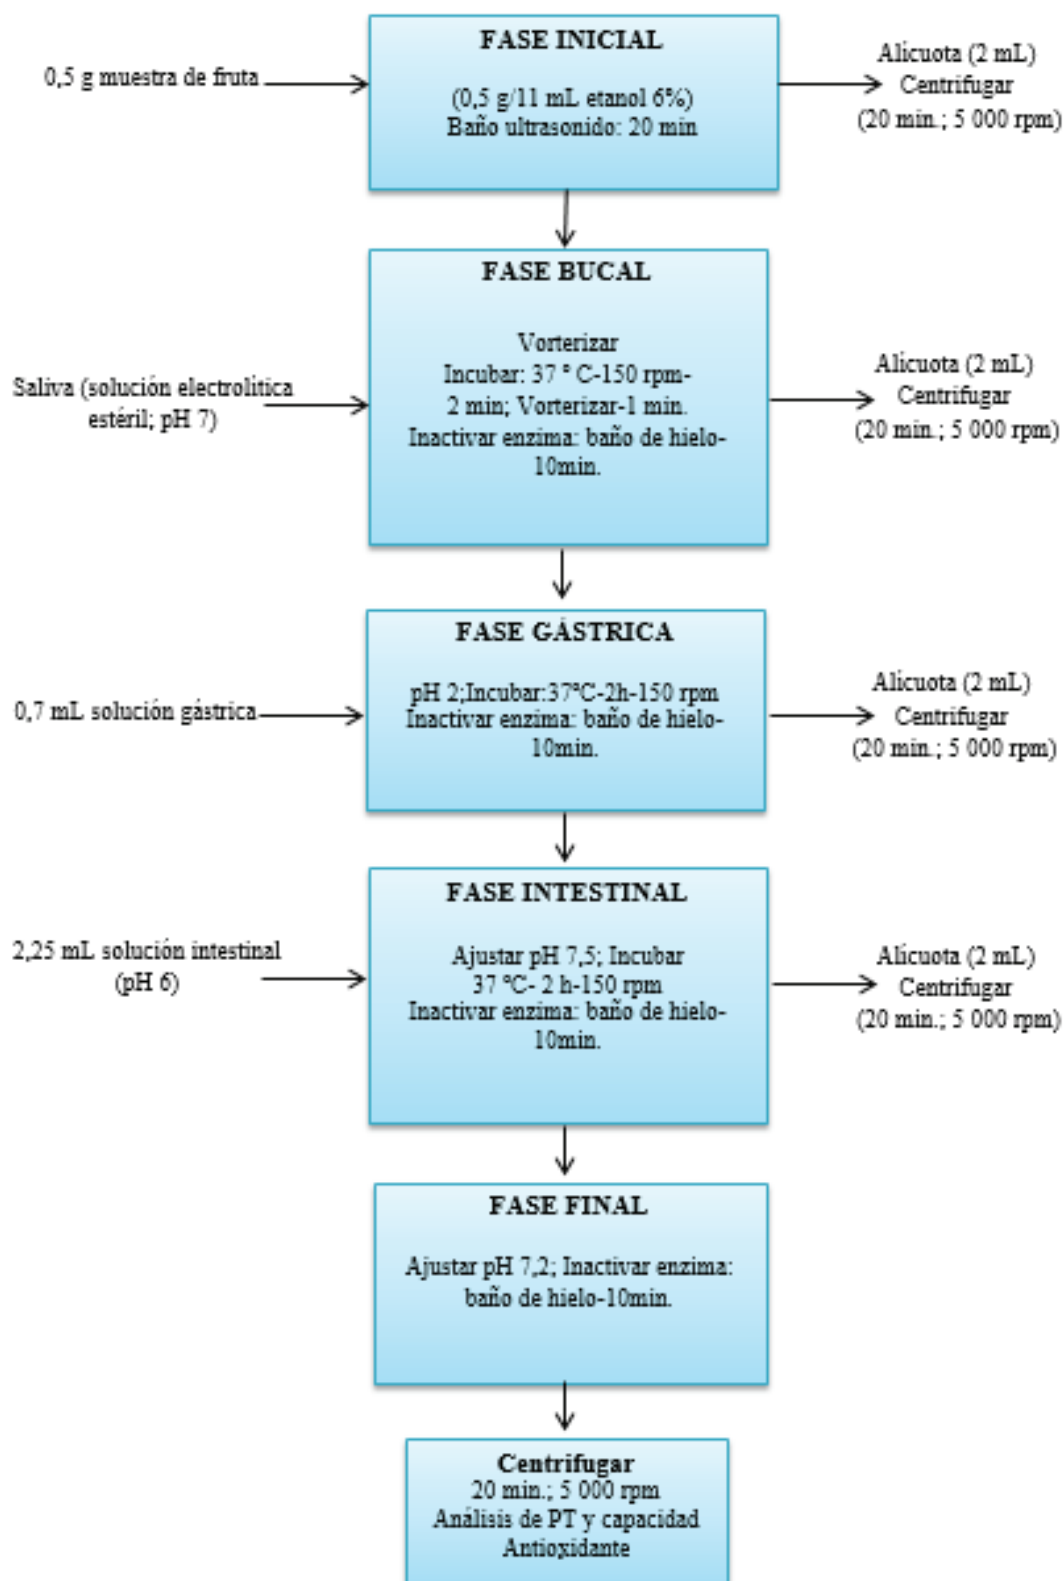 FASE INICIAL
0,5 g muestra de fruta
(0,5 g/11 mL etanol 6%)
Baño ultrasonido: 20 min
Alícuota (2 mL)
Centrifugar
(20 min.; 5 000 rpm)
FASE BUCAL
Saliva (solución electrolítica
estéril; pH 7)
Vorterizar
Incubar: 37 ° C-150 rpm-
2 min; Vorterizar-1 min.
Inactivar enzima: baño de hielo-
10min.
Alícuota (2 mL)
Centrifugar
(20 min.; 5 000 rpm)
FASE GÁSTRICA
0,7 mL solución gástrica
pH 2;Incubar:37°C-2h-150 rpm
Inactivar enzima: baño de hielo-
10min.
Alícuota (2 mL)
Centrifugar
(20 min.; 5 000 rpm)
FASE INTESTINAL
2,25 mL solución intestinal
(pH 6)
Ajustar pH 7,5; Incubar
37 °C- 2 h-150 rpm
Inactivar enzima: baño de hielo-
10min.
Alícuota (2 mL)
Centrifugar
(20 min.; 5 000 rpm)
FASE FINAL
Ajustar pH 7,2; Inactivar enzima:
baño de hielo-10min.
Centrifugar
20 min.; 5 000 rpm
Análisis de PT y capacidad
Antioxidante